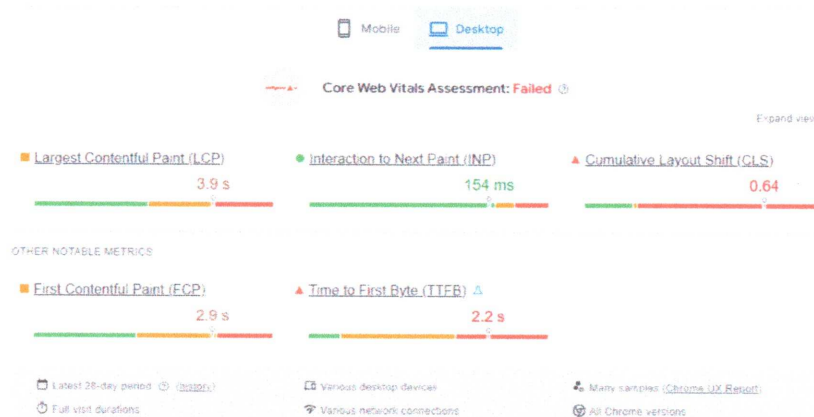 Mobile Desktop
Core Web Vitals Assessment: Failed
Expand view
Largest Contentful Paint (LCP)
3.9 s
Interaction to Next Paint (INP)
154 ms
Cumulative Layout Shift (CLS)
0.64
OTHER NOTABLE METRICS
First Contentful Paint (FCP)
2.9 s
Time to First Byte (TTFB)
2.2 s
Latest 28-day period (history)
Various desktop devices
Many samples (Chrome UX Report)
Full visit durations
Various network connections
All Chrome versions